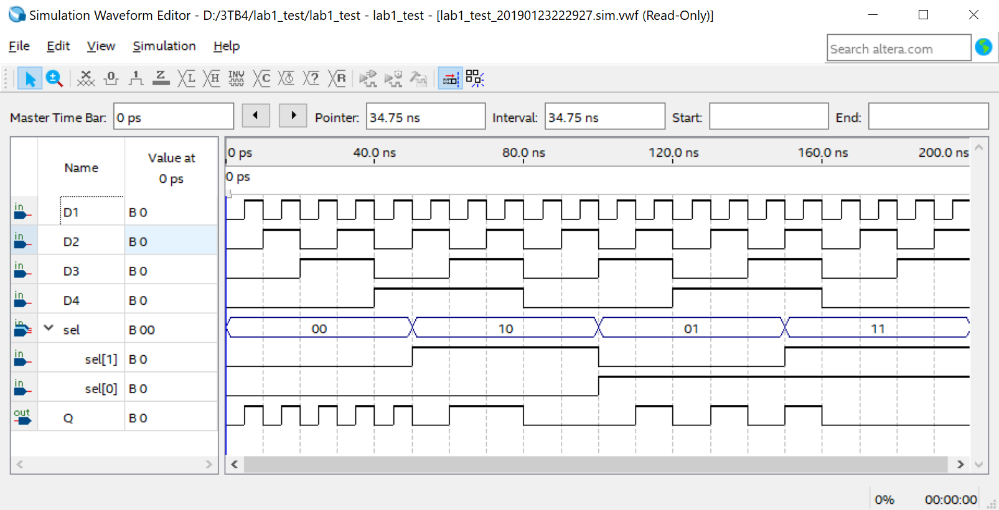 Simulation Waveform Editor - D:/3TB4/lab1_test/lab1_test - lab1_test - [lab1_test_20190123222927.sim.vwf (Read-Only)]
File Edit View Simulation Help
Search altera.com
X 0 1 Z L H INV C ? R
Master Time Bar: 0 ps Pointer: 34.75 ns Interval: 34.75 ns Start: End:
Name Value at 0 ps
0 ps 40.0 ns 80.0 ns 120.0 ns 160.0 ns 200.0 ns
0 ps
in D1 B 0
in D2 B 0
in D3 B 0
in D4 B 0
in sel B 00 00 10 01 11
in sel[1] B 0
in sel[0] B 0
out Q B 0
0% 00:00:00